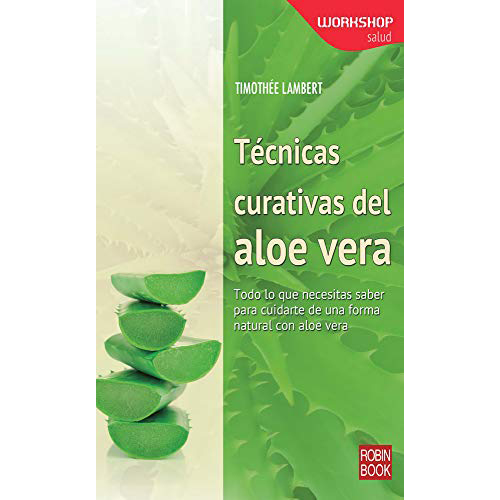 WORKSHOP
salud
TIMOTHÉE LAMBERT
Técnicas
curativas del
aloe vera
Todo lo que necesitas saber
para cuidarte de una forma
natural con aloe vera
ROBIN
BOOK